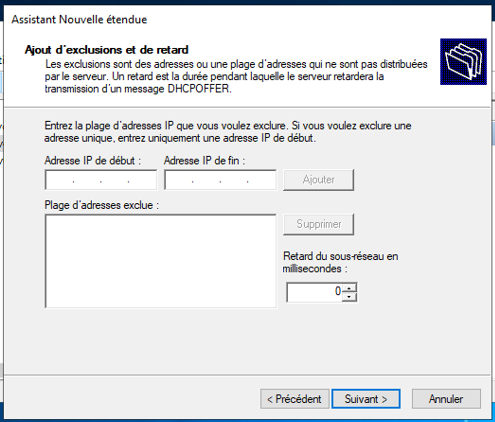 Assistant Nouvelle étendue
Ajout d'exclusions et de retard
Les exclusions sont des adresses ou une plage d'adresses qui ne sont pas distribuées
par le serveur. Un retard est la durée pendant laquelle le serveur retardera la
transmission d'un message DHCPOFFER.
Entrez la plage d'adresses IP que vous voulez exclure. Si vous voulez exclure une
adresse unique, entrez uniquement une adresse IP de début.
Adresse IP de début : Adresse IP de fin :
. . . . . . Ajouter
Plage d'adresses exclue :
Supprimer
Retard du sous-réseau en
millisecondes :
0
< Précédent Suivant > Annuler